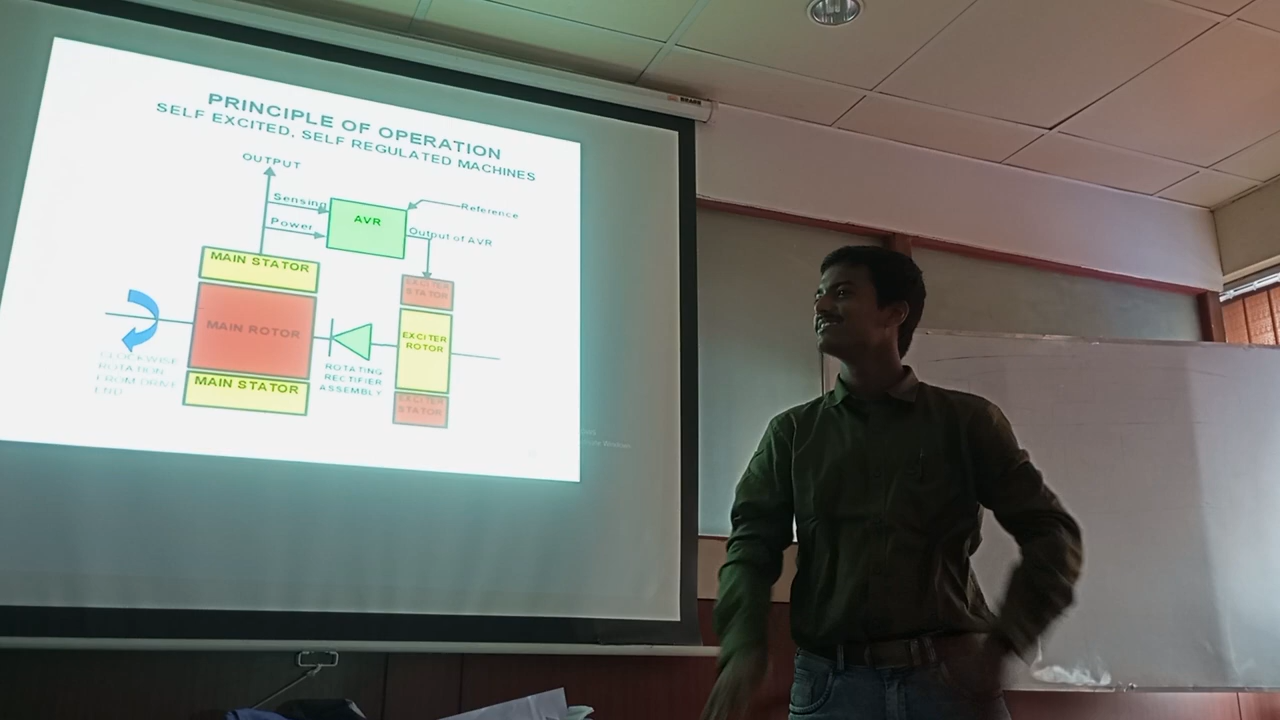 PRINCIPLE OF OPERATION
SELF EXCITED, SELF REGULATED MACHINES
OUTPUT
Sensing
AVR
Reference
Power
Output of AVR
MAIN STATOR
EXCITER
STATOR
MAIN ROTOR
EXCITER
ROTOR
CLOCKWISE
ROTATION
FROM DRIVE
END
ROTATING
RECTIFIER
ASSEMBLY
MAIN STATOR
EXCITER
STATOR